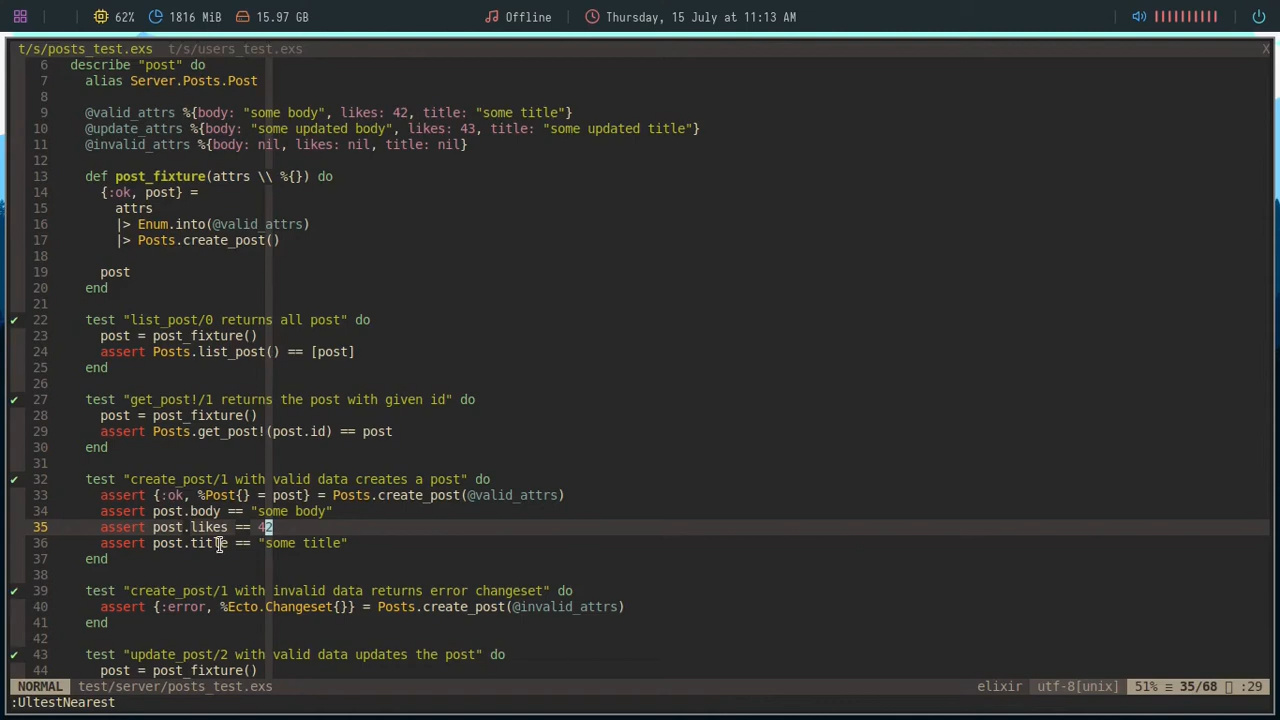 62% 1816 MiB 15.97 GB Offline Thursday, 15 July at 11:13 AM
t/s/posts_test.exs t/s/users_test.exs X
6 describe "post" do
7 alias Server.Posts.Post
8
9 @valid_attrs %{body: "some body", likes: 42, title: "some title"}
10 @update_attrs %{body: "some updated body", likes: 43, title: "some updated title"}
11 @invalid_attrs %{body: nil, likes: nil, title: nil}
12
13 def post_fixture(attrs \\ %{}) do
14 {:ok, post} =
15 attrs
16 |> Enum.into(@valid_attrs)
17 |> Posts.create_post()
18
19 post
20 end
21
✔ 22 test "list_post/0 returns all post" do
23 post = post_fixture()
24 assert Posts.list_post() == [post]
25 end
26
✔ 27 test "get_post!/1 returns the post with given id" do
28 post = post_fixture()
29 assert Posts.get_post!(post.id) == post
30 end
31
✔ 32 test "create_post/1 with valid data creates a post" do
33 assert {:ok, %Post{} = post} = Posts.create_post(@valid_attrs)
34 assert post.body == "some body"
35 assert post.likes == 42
36 assert post.title == "some title"
37 end
38
✔ 39 test "create_post/1 with invalid data returns error changeset" do
40 assert {:error, %Ecto.Changeset{}} = Posts.create_post(@invalid_attrs)
41 end
42
✔ 43 test "update_post/2 with valid data updates the post" do
44 post = post_fixture()
NORMAL test/server/posts_test.exs elixir utf-8[unix] 51% ≡ 35/68 :29
:UltestNearest